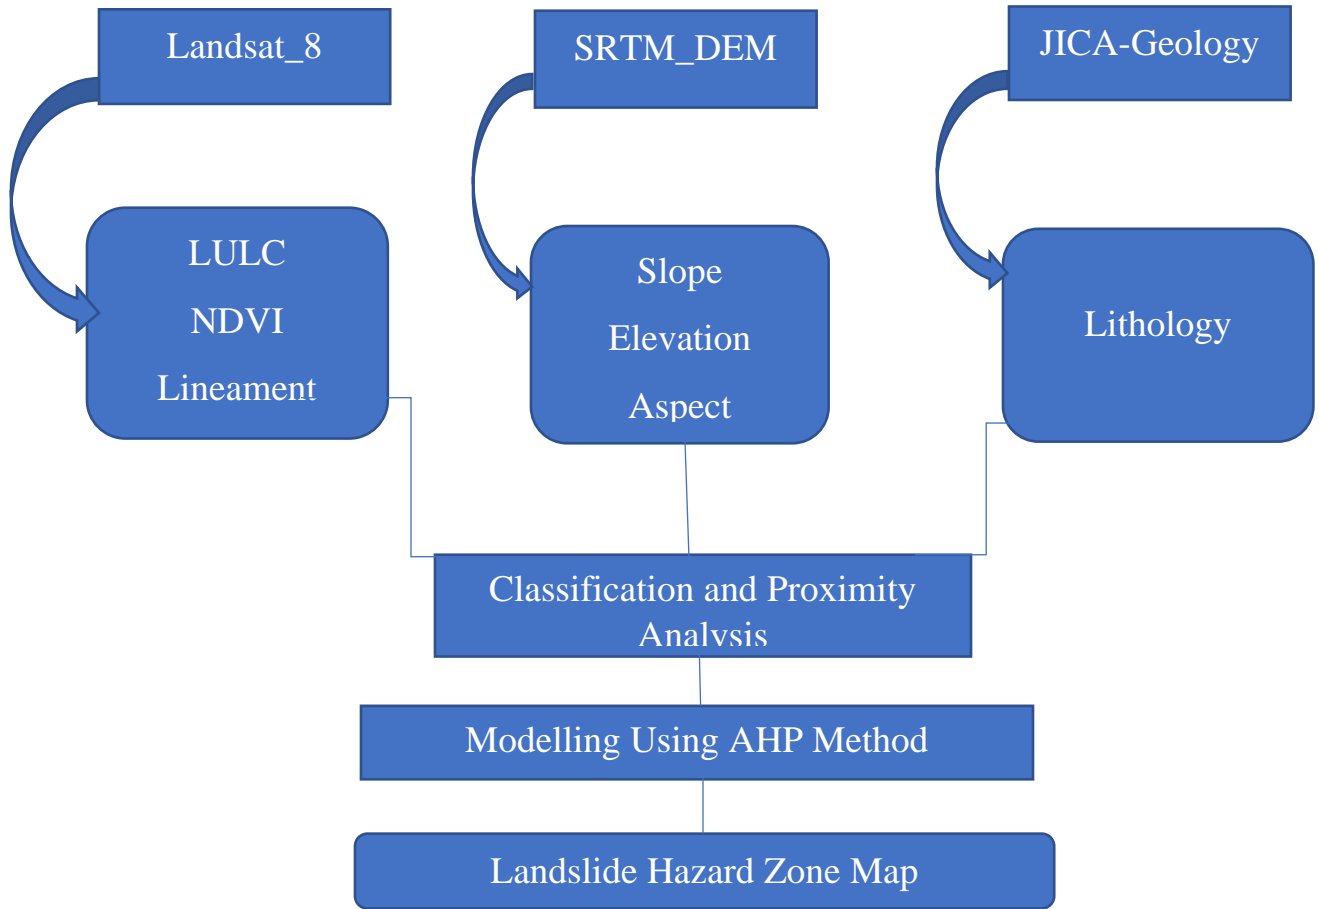 Landsat_8
SRTM_DEM
JICA-Geology
LULC
NDVI
Lineament
Slope
Elevation
Aspect
Lithology
Classification and Proximity
Analysis
Modelling Using AHP Method
Landslide Hazard Zone Map